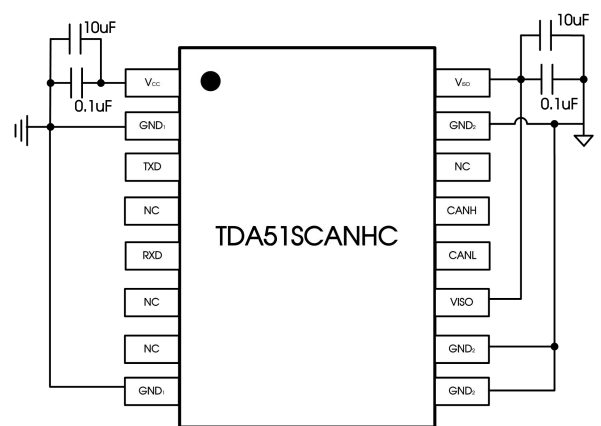 10uF
0.1uF
10uF
0.1uF
TDA51SCANHC
Vcc
GND₁
TXD
NC
RXD
NC
NC
GND₁
VISO
GND₂
NC
CANH
CANL
VISO
GND₂
GND₂